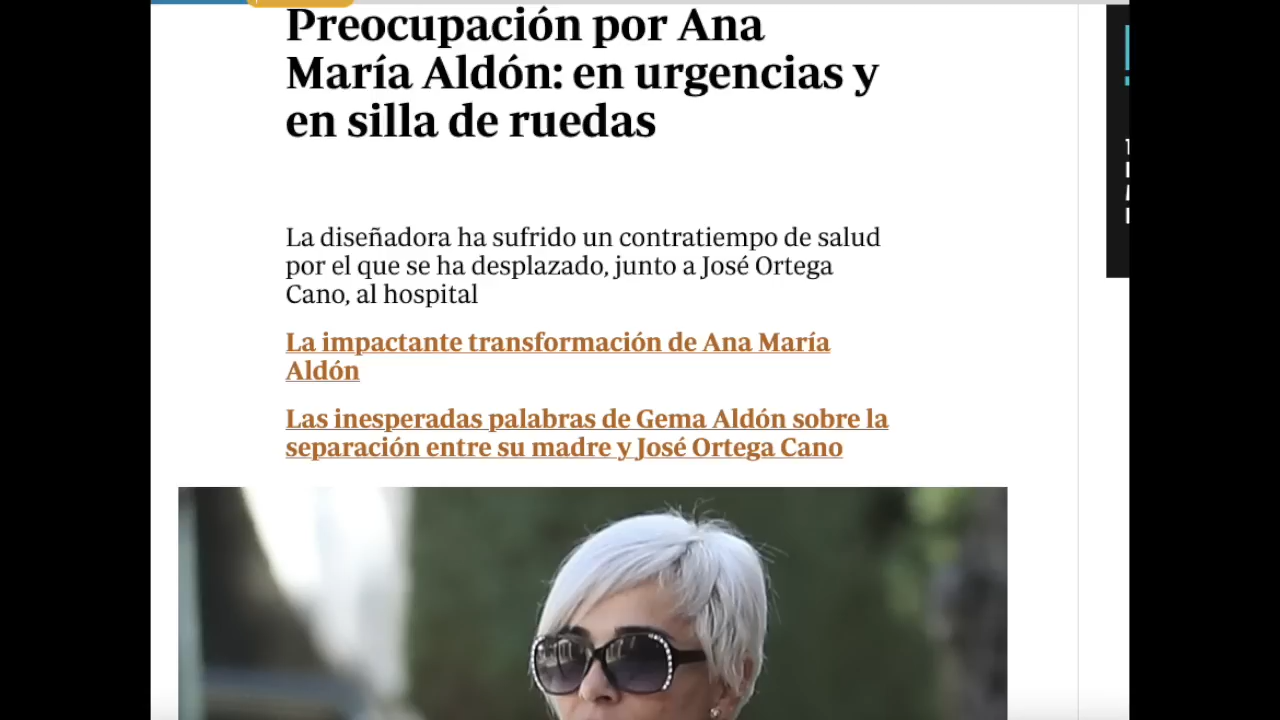 Preocupación por Ana
María Aldón: en urgencias y
en silla de ruedas
La diseñadora ha sufrido un contratiempo de salud
por el que se ha desplazado, junto a José Ortega
Cano, al hospital
La impactante transformación de Ana María
Aldón
Las inesperadas palabras de Gema Aldón sobre la
separación entre su madre y José Ortega Cano